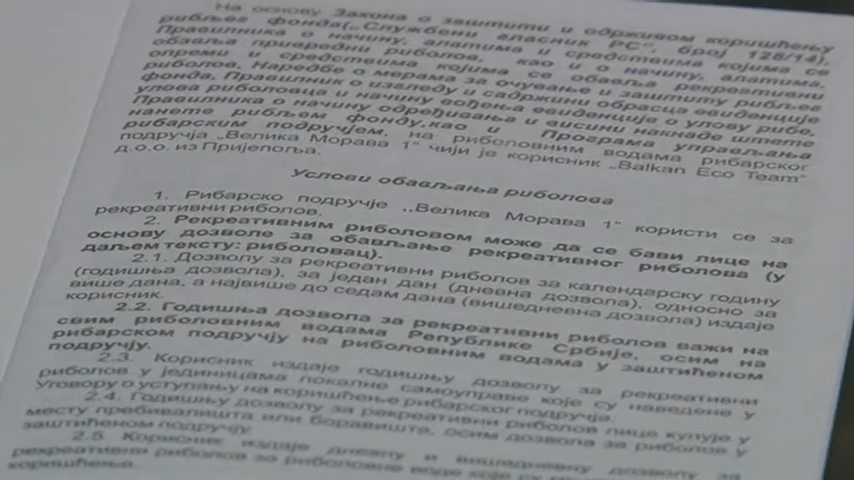 На основу Закона о заштити и одрживом коришћењу
рибљег фонда(„Службени гласник РС“, број 128/14),
Правилника о начину, алатима и средствима којима се
обавља привредни риболов, као и о начину, алатима,
опреми и средствима којима се обавља рекреативни
риболов, Наредбе о мерама за очување и заштиту рибљег
фонда, Правилник о изгледу и садржини обрасца евиденције
улова риболоваца и начину вођења евиденције о улову рибе,
Правилника о начину одређивања и висини накнаде штете
нанете рибљем фонду,као и Програма управљања
рибарским подручјем, на риболовним водама рибарског
подручја „Велика Морава 1“ чији је корисник „Balkan Eco Team“
д.о.о. из Пријепоља.
Услови обављања риболова
1. Рибарско подручје ,,Велика Морава 1“ користи се за
рекреативни риболов.
2. Рекреативним риболовом може да се бави лице на
основу дозволе за обављање рекреативног риболова (у
даљем тексту: риболовац).
2.1. Дозволу за рекреативни риболов за календарску годину
(годишња дозвола), за један дан (дневна дозвола), односно за
више дана, а највише до седам дана (вишедневна дозвола) издаје
корисник.
2.2. Годишња дозвола за рекреативни риболов важи на
свим риболовним водама Републике Србије, осим на
рибарском подручју на риболовним водама у заштићеном
подручју.
2.3. Корисник издаје годишњу дозволу за рекреативни
риболов у јединицама локалне самоуправе које су наведене у
Уговору о уступању на коришћење рибарског подручја.
2.4. Годишњу дозволу за рекреативни риболов лице купује у
месту пребивалишта или боравишта, осим дозвола за риболов у
заштићеном подручју
2.5 Корисник издаје дневну и вишедневну дозволу за
рекреативни риболов за риболовне воде које су
коришћење.